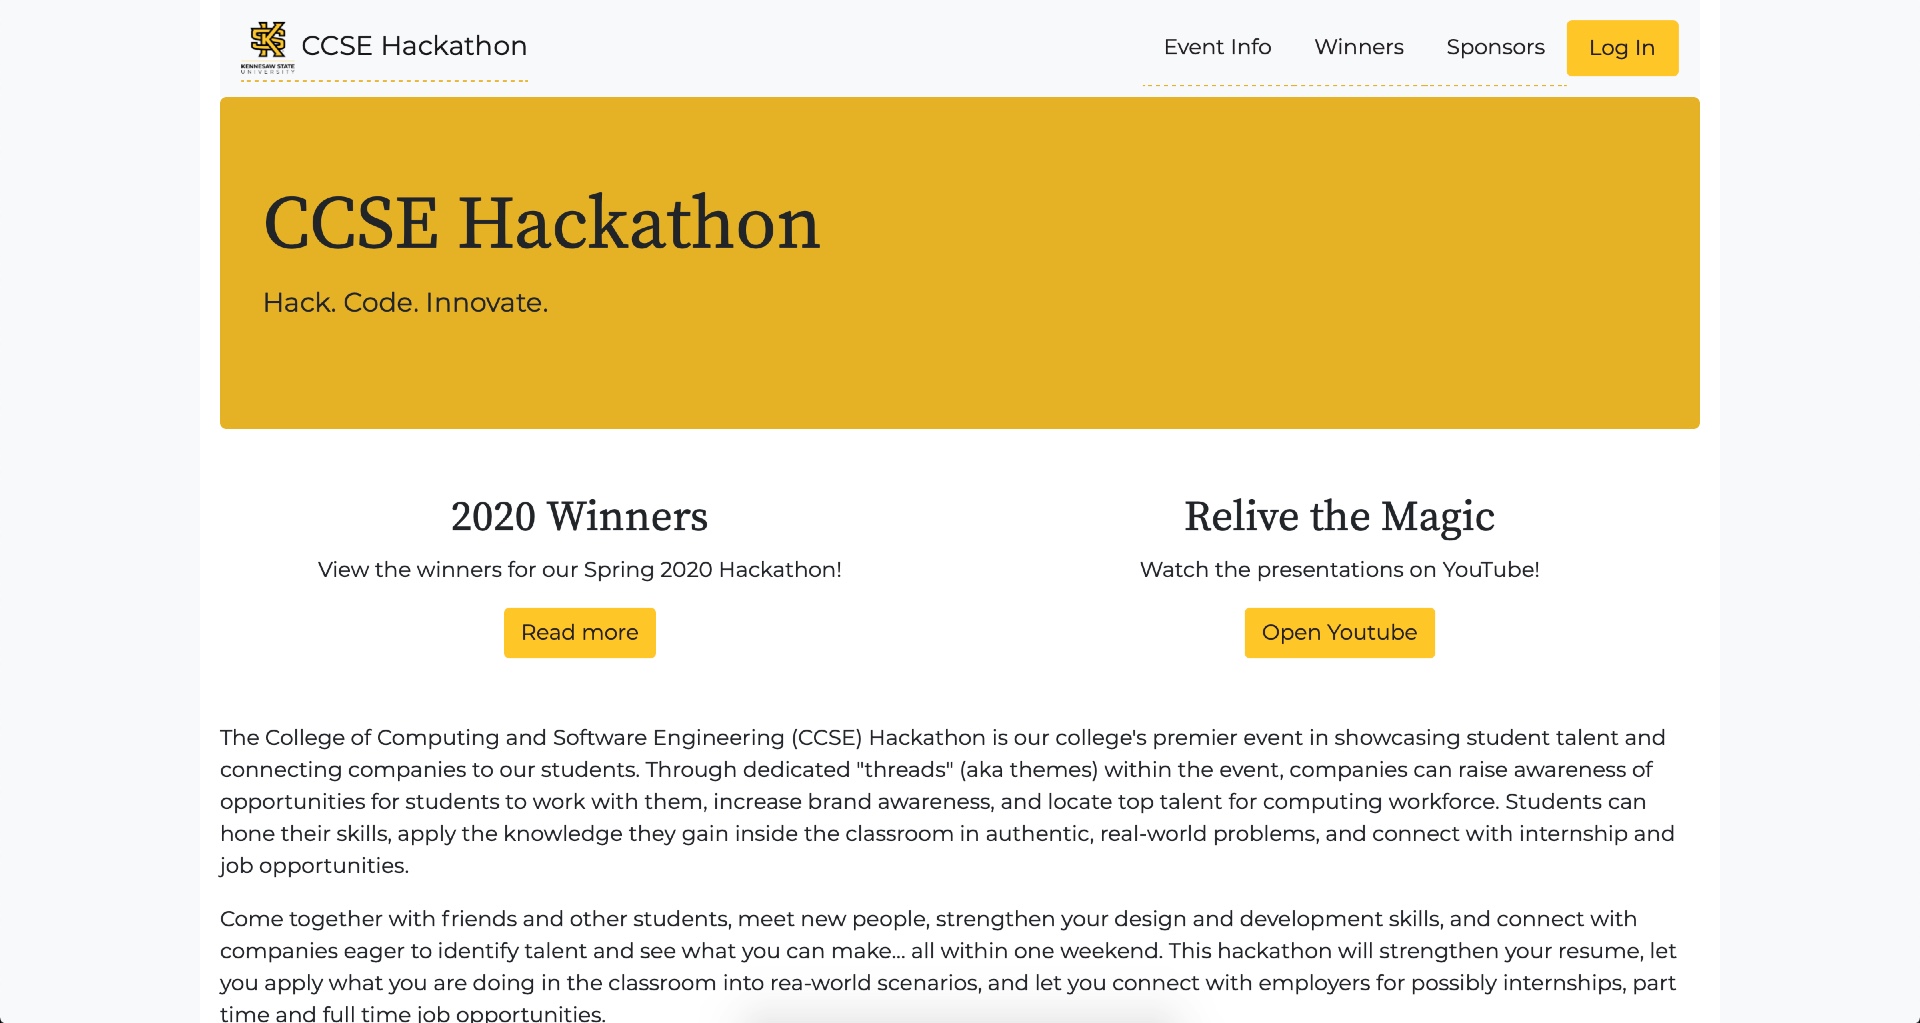 KENNESAW STATE
UNIVERSITY
CCSE Hackathon
Event Info
Winners
Sponsors
Log In
CCSE Hackathon
Hack. Code. Innovate.
2020 Winners
View the winners for our Spring 2020 Hackathon!
Read more
Relive the Magic
Watch the presentations on YouTube!
Open Youtube
The College of Computing and Software Engineering (CCSE) Hackathon is our college's premier event in showcasing student talent and
connecting companies to our students. Through dedicated "threads" (aka themes) within the event, companies can raise awareness of
opportunities for students to work with them, increase brand awareness, and locate top talent for computing workforce. Students can
hone their skills, apply the knowledge they gain inside the classroom in authentic, real-world problems, and connect with internship and
job opportunities.
Come together with friends and other students, meet new people, strengthen your design and development skills, and connect with
companies eager to identify talent and see what you can make... all within one weekend. This hackathon will strengthen your resume, let
you apply what you are doing in the classroom into rea-world scenarios, and let you connect with employers for possibly internships, part
time and full time job opportunities.